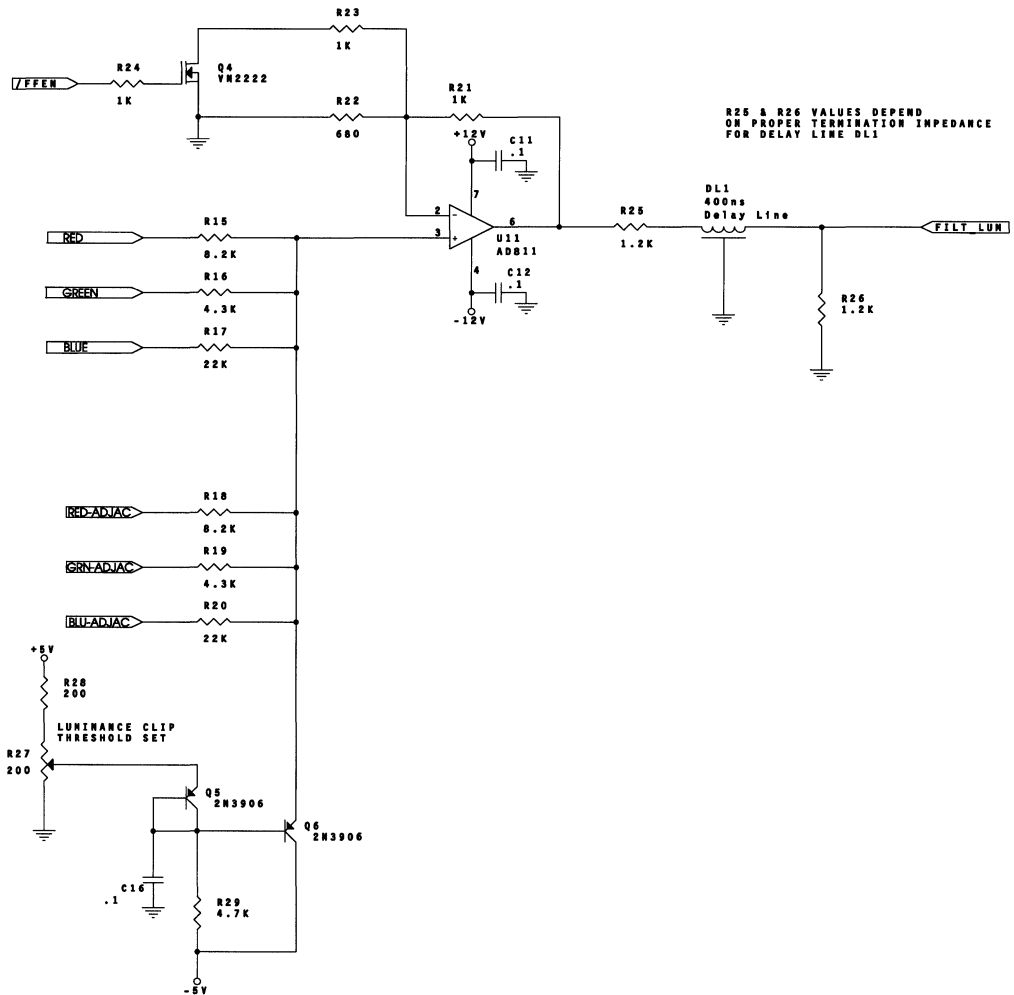 R23
1K
/FFEN
R24
1K
Q4
VN2222
R22
680
R21
1K
+12V
C11
.1
7
R25 & R26 VALUES DEPEND
ON PROPER TERMINATION IMPEDANCE
FOR DELAY LINE DL1
DL1
400ns
Delay Line
RED
R15
8.2K
2
3
6
U11
AD811
R25
1.2K
FILT_LUM
GREEN
R16
4.3K
4
C12
.1
-12V
R26
1.2K
BLUE
R17
22K
RED-ADJAC
R18
8.2K
GRN-ADJAC
R19
4.3K
BLU-ADJAC
R20
22K
+5V
R28
200
LUMINANCE CLIP
THRESHOLD SET
R27
200
Q5
2N3906
Q6
2N3906
C16
.1
R29
4.7K
-5V